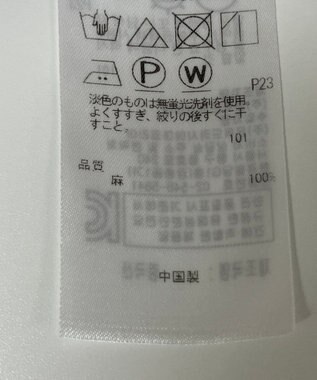 P W
P23
淡色のものは無蛍光洗剤を使用
よくすすぎ、絞りの後すぐに干
すこと。
101
品質
麻 100%
中国製